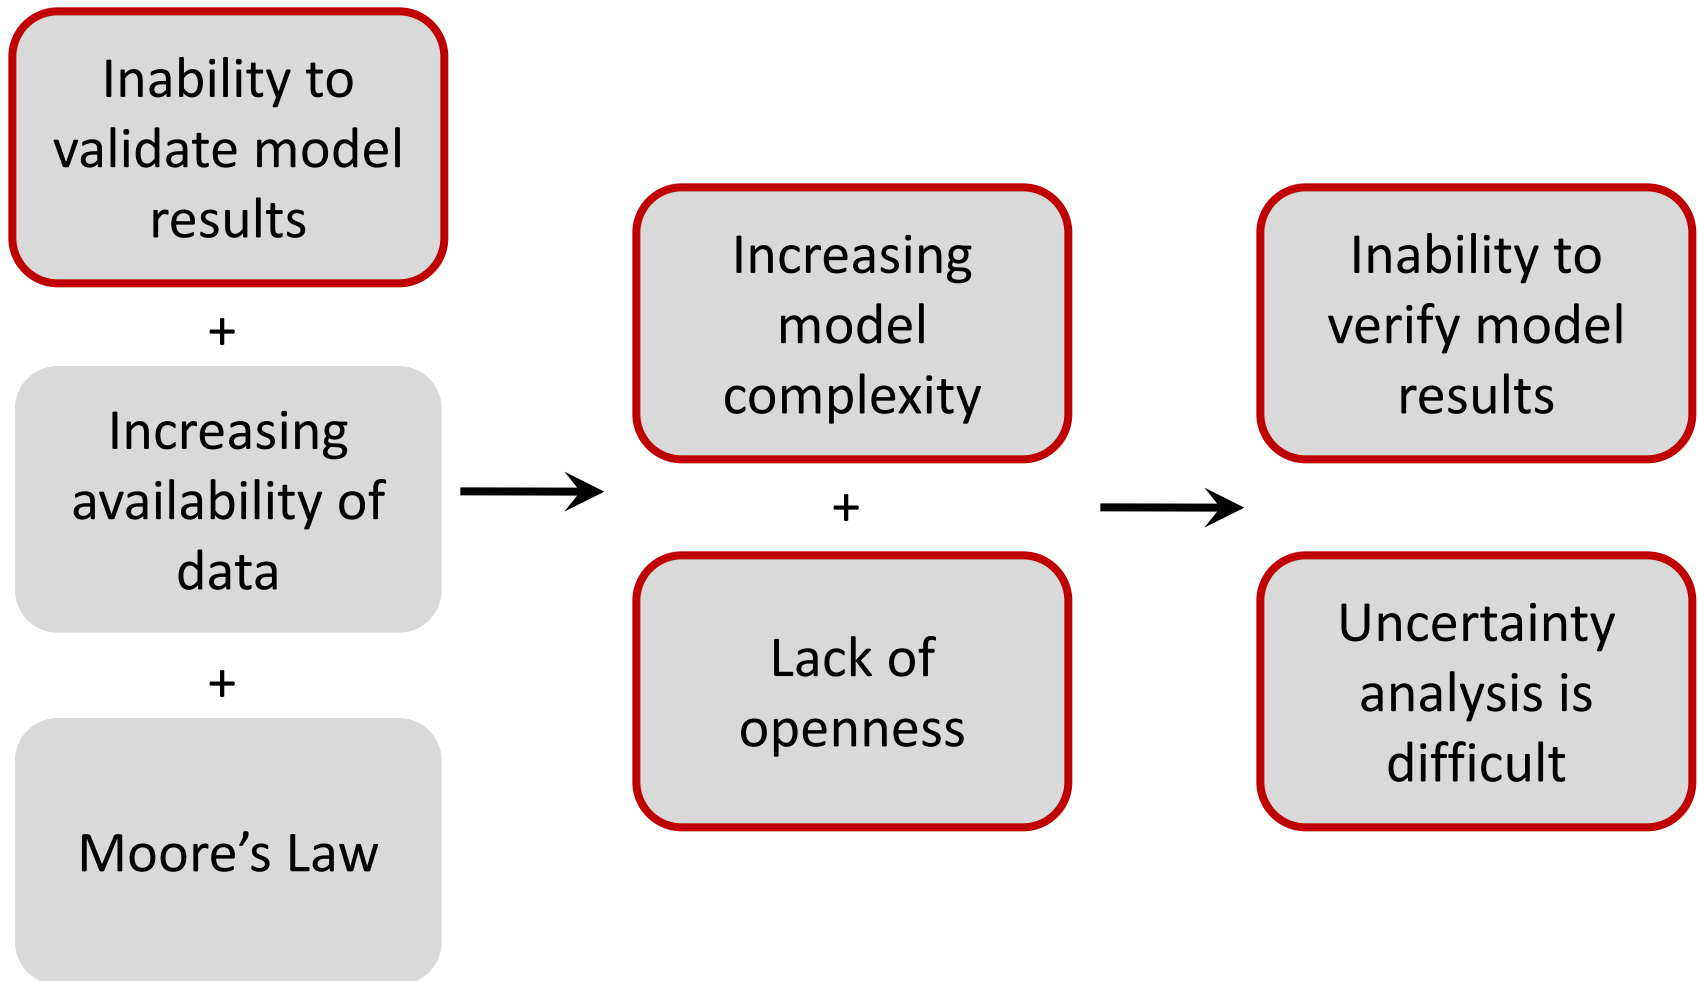 Inability to
validate model
results
+
Increasing
availability of
data
+
Moore’s Law
Increasing
model
complexity
+
Lack of
openness
Inability to
verify model
results
Uncertainty
analysis is
difficult